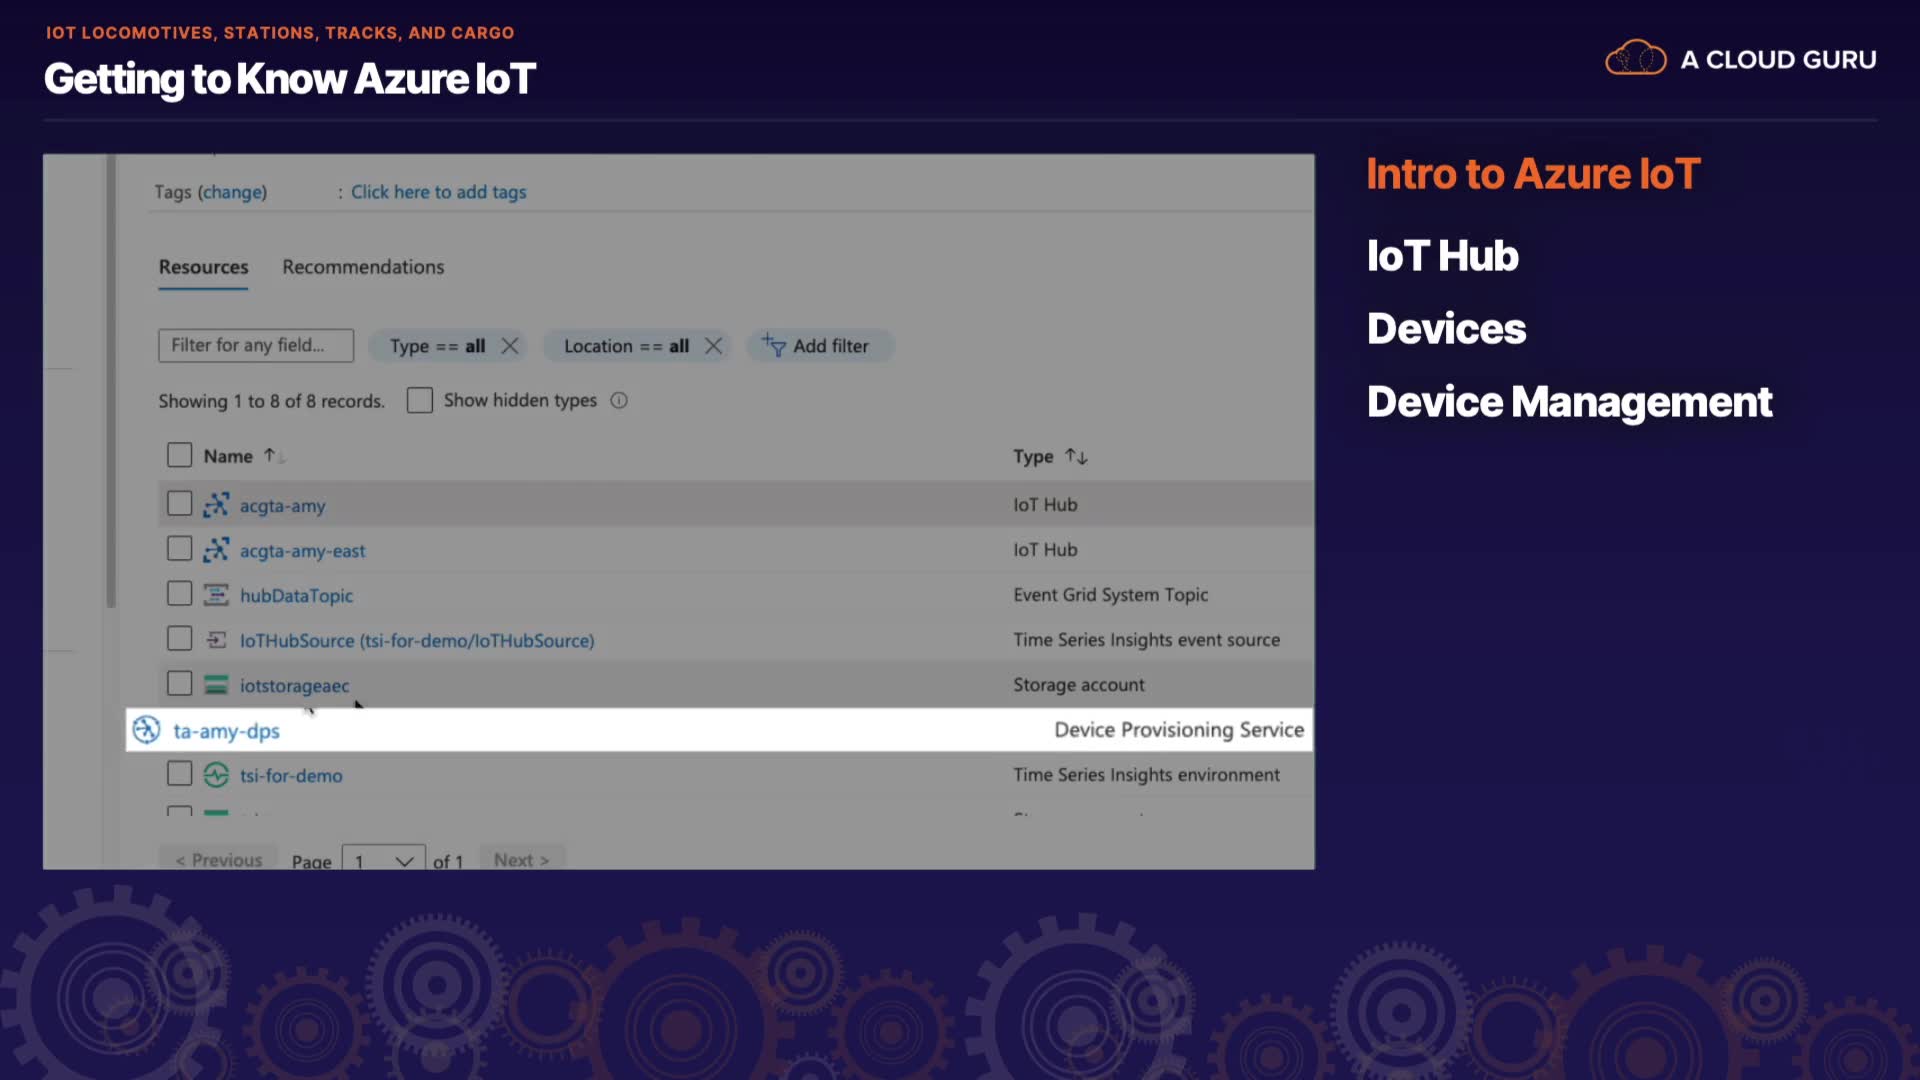 IOT LOCOMOTIVES, STATIONS, TRACKS, AND CARGO
Getting to Know Azure IoT
A CLOUD GURU
Tags (change) : Click here to add tags
Resources Recommendations
Filter for any field... Type == all Location == all Add filter
Showing 1 to 8 of 8 records. Show hidden types
Name Type
acgta-amy IoT Hub
acgta-amy-east IoT Hub
hubDataTopic Event Grid System Topic
IoTHubSource (tsi-for-demo/IoTHubSource) Time Series Insights event source
iotstorageaec Storage account
ta-amy-dps Device Provisioning Service
tsi-for-demo Time Series Insights environment
< Previous Page 1 of 1 Next >
Intro to Azure IoT
IoT Hub
Devices
Device Management